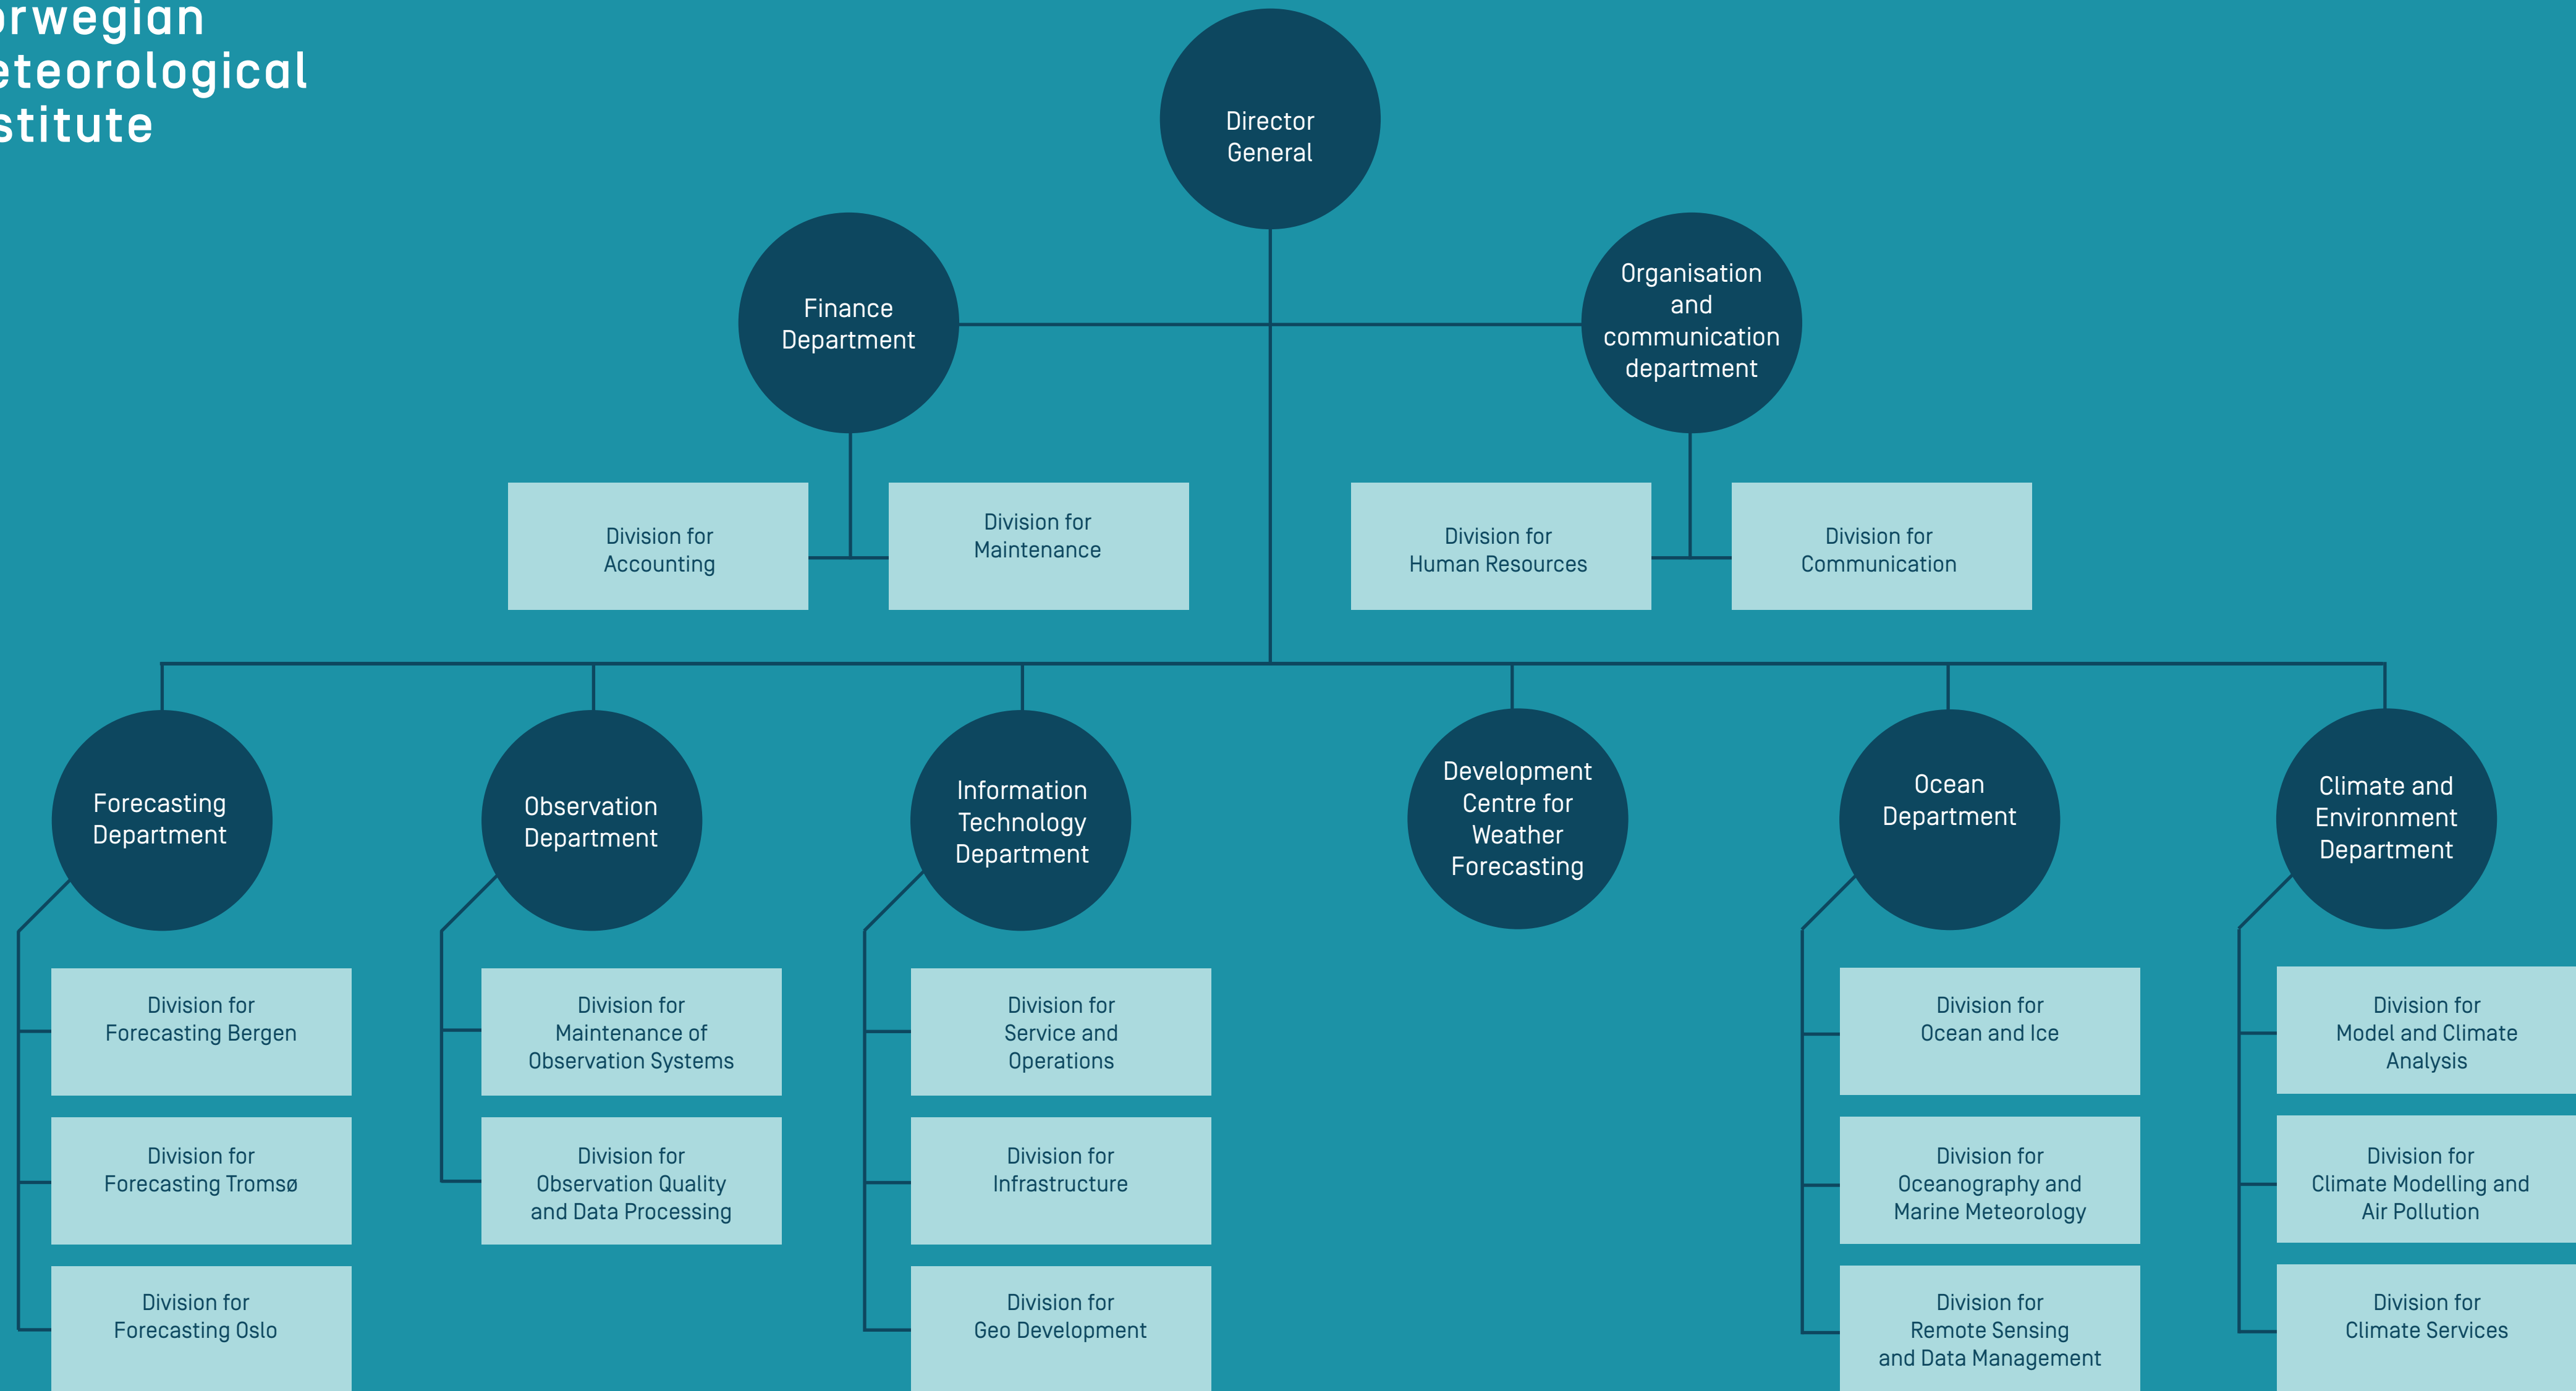 orwegian
eteorological
stitute
Director
General
Finance
Department
Organisation
and
communication
department
Division for
Accounting
Division for
Maintenance
Division for
Human Resources
Division for
Communication
Forecasting
Department
Observation
Department
Information
Technology
Department
Development
Centre for
Weather
Forecasting
Ocean
Department
Climate and
Environment
Department
Division for
Forecasting Bergen
Division for
Forecasting Tromsø
Division for
Forecasting Oslo
Division for
Maintenance of
Observation Systems
Division for
Observation Quality
and Data Processing
Division for
Service and
Operations
Division for
Infrastructure
Division for
Geo Development
Division for
Ocean and Ice
Division for
Oceanography and
Marine Meteorology
Division for
Remote Sensing
and Data Management
Division for
Model and Climate
Analysis
Division for
Climate Modelling and
Air Pollution
Division for
Climate Services